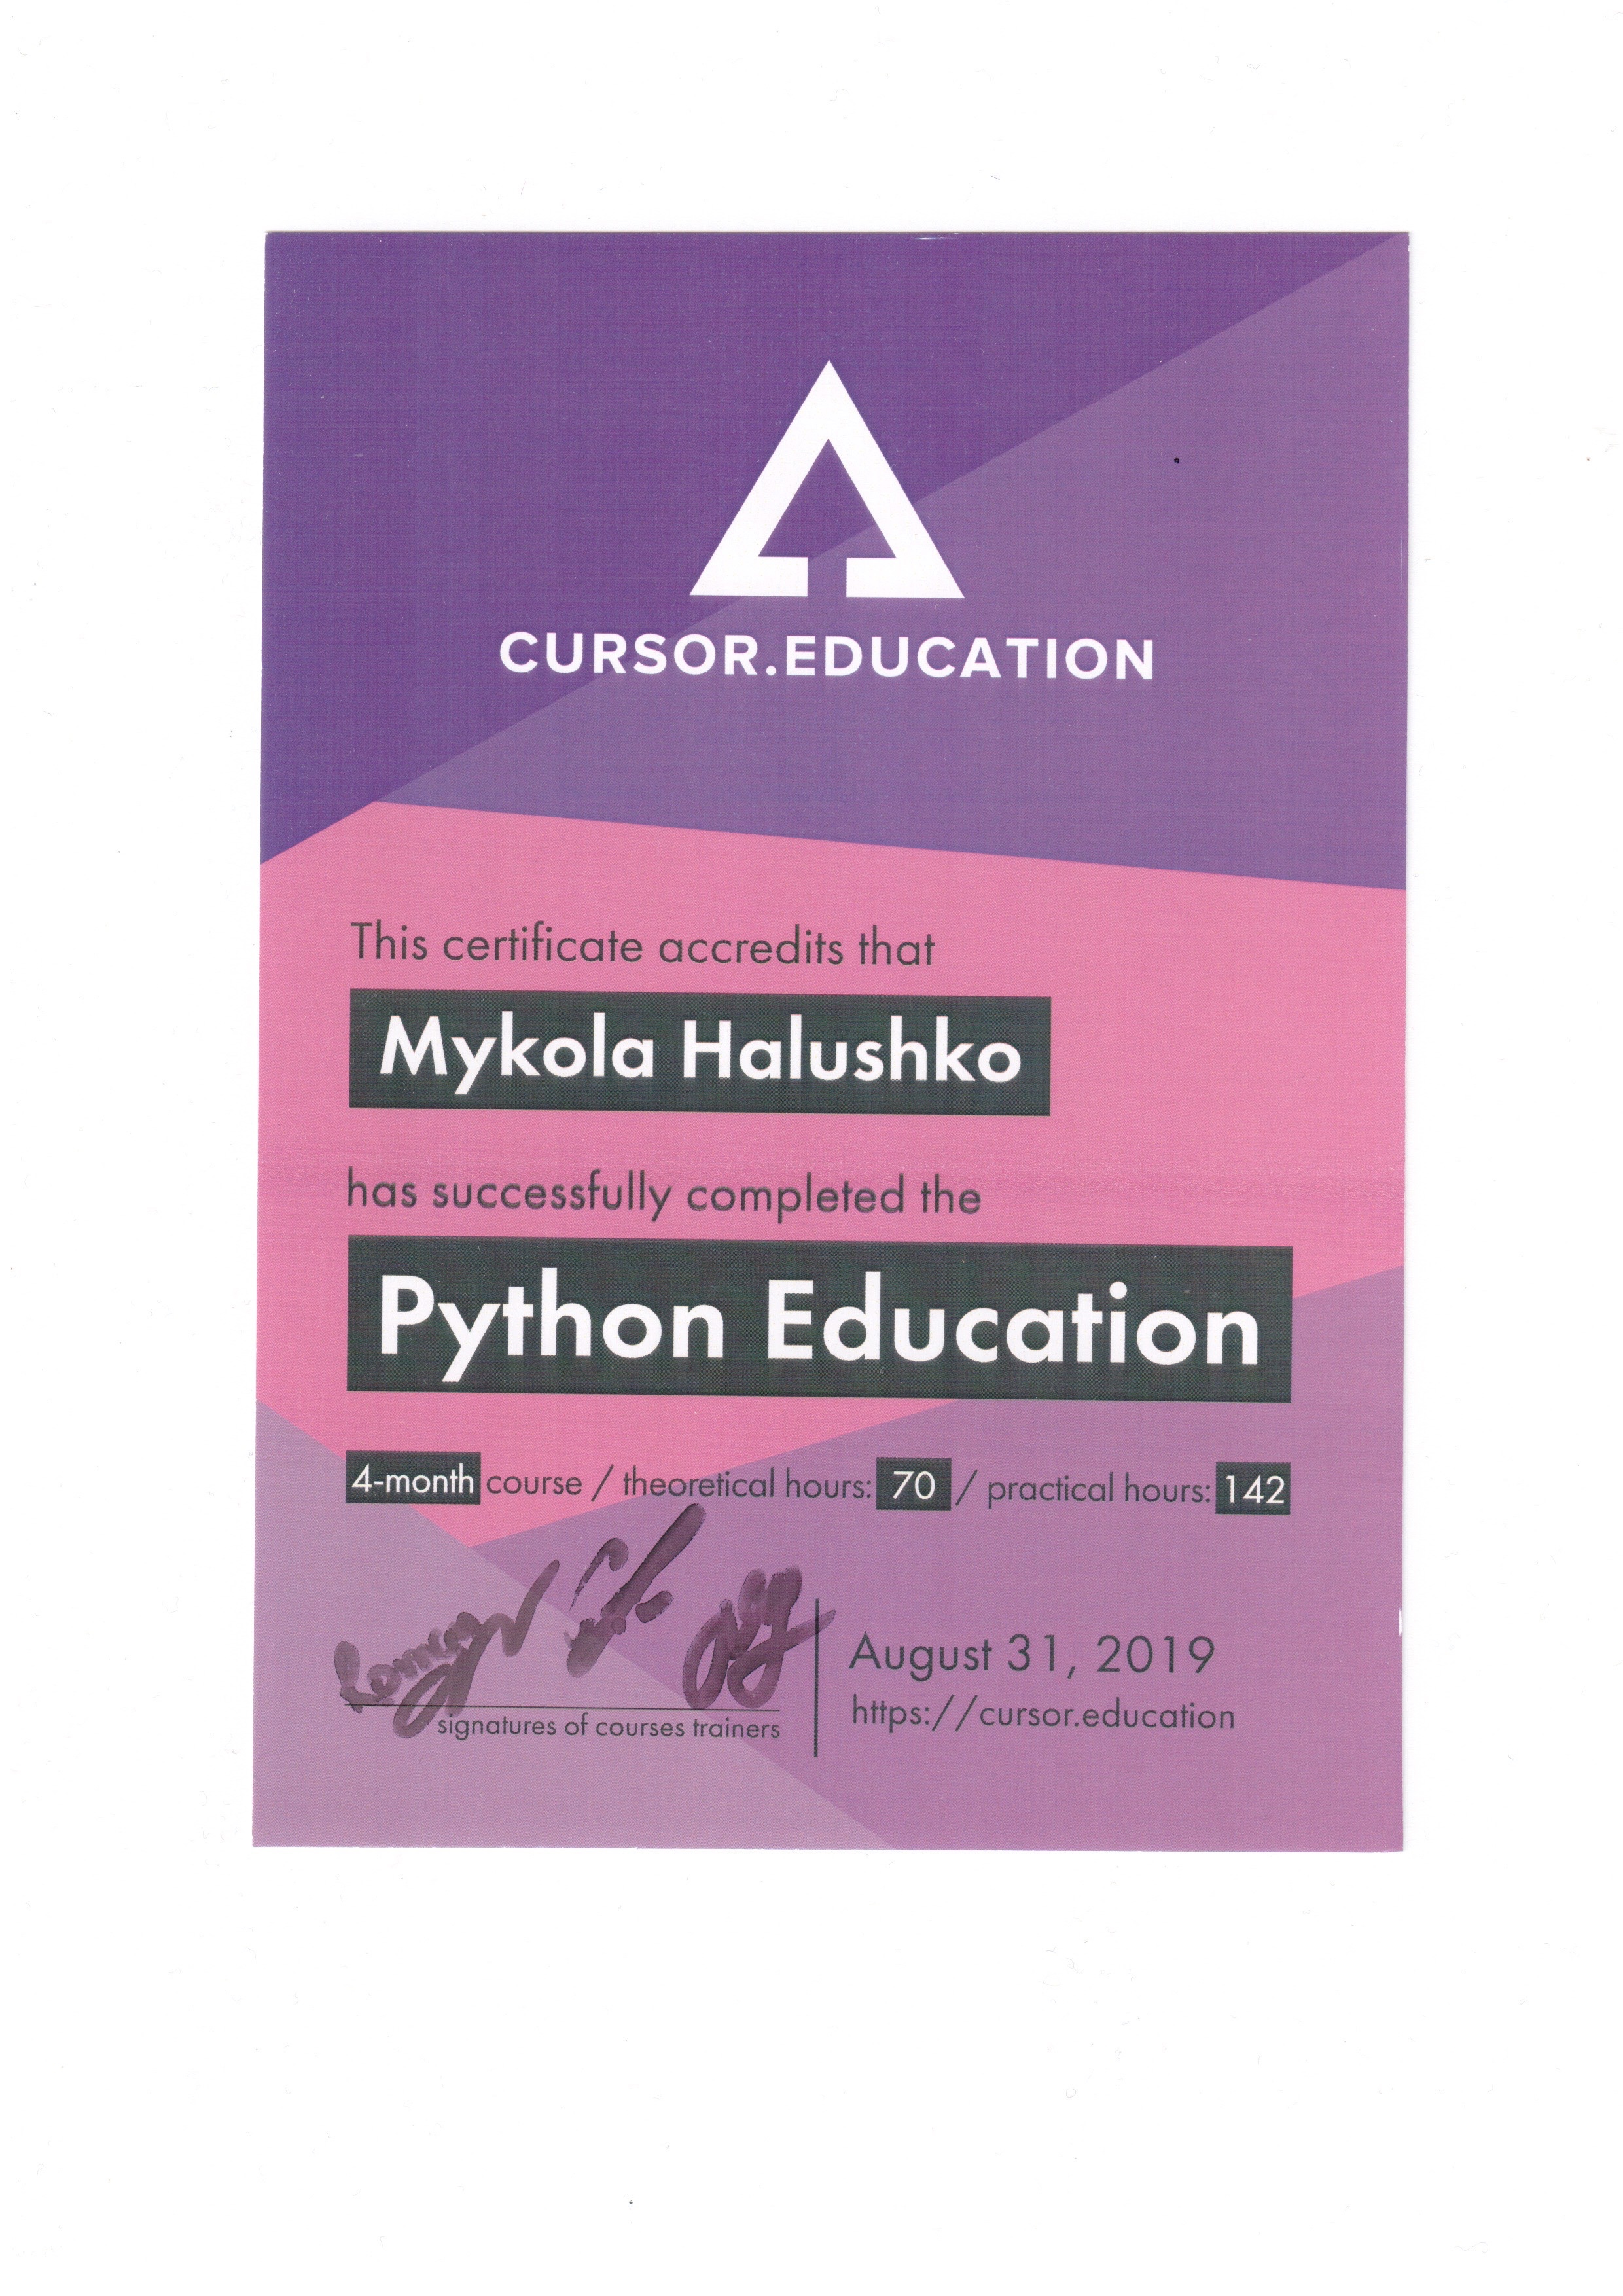 CURSOR.EDUCATION
This certificate accredits that
Mykola Halushko
has successfully completed the
Python Education
4-month course / theoretical hours: 70 / practical hours: 142
August 31, 2019
signatures of courses trainers
https://cursor.education